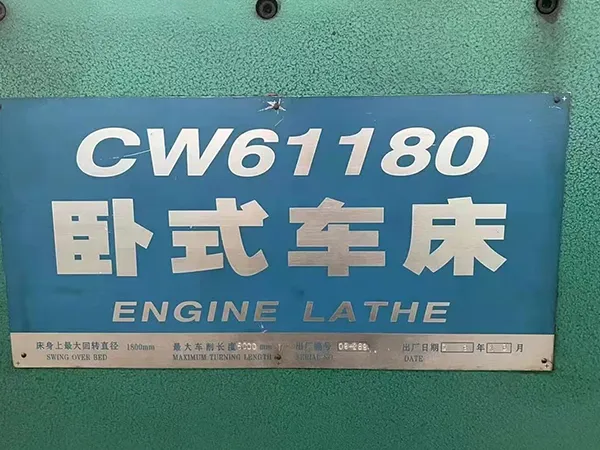 CW61180
卧式车床
ENGINE LATHE
床身上最大回转直径 1800mm 最大车削长度 mm 出厂编号 出厂日期 年 月
SWING OVER BED MAXIMUM TURNING LENGTH SERIAL NO DATE